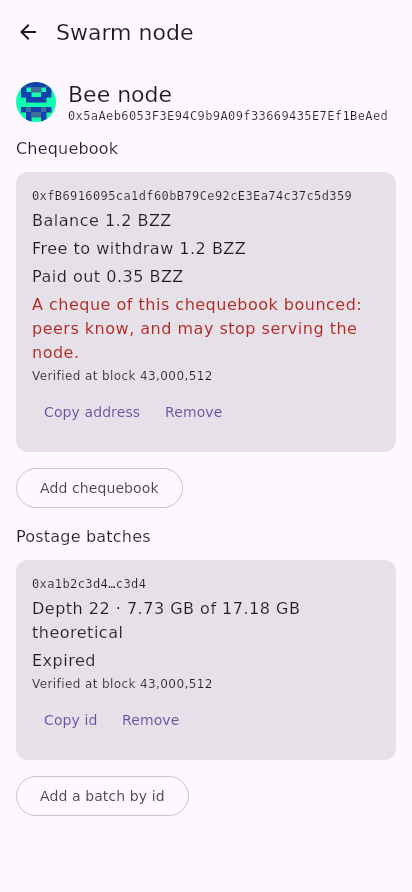 Swarm node
Bee node
0x5aAeb6053F3E94C9b9A09f33669435E7Ef1BeAed
Chequebook
0xfB6916095ca1df60bB79Ce92cE3Ea74c37c5d359
Balance 1.2 BZZ
Free to withdraw 1.2 BZZ
Paid out 0.35 BZZ
A cheque of this chequebook bounced:
peers know, and may stop serving the
node.
Verified at block 43,000,512
Copy address Remove
Add chequebook
Postage batches
0xa1b2c3d4…c3d4
Depth 22 · 7.73 GB of 17.18 GB
theoretical
Expired
Verified at block 43,000,512
Copy id Remove
Add a batch by id